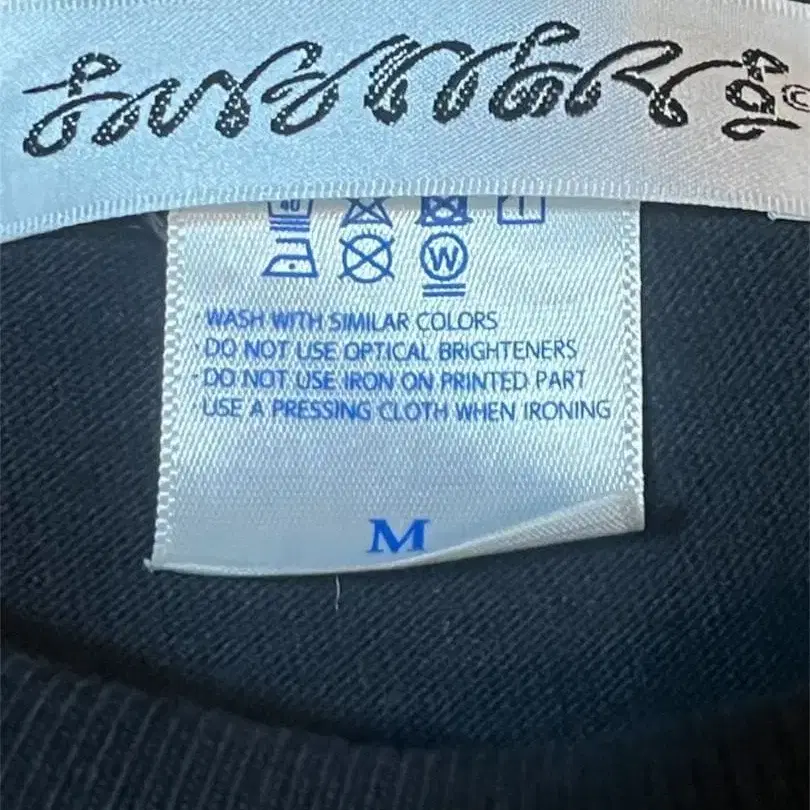 ©
40
W
WASH WITH SIMILAR COLORS
·DO NOT USE OPTICAL BRIGHTENERS
·DO NOT USE IRON ON PRINTED PART
·USE A PRESSING CLOTH WHEN IRONING
M